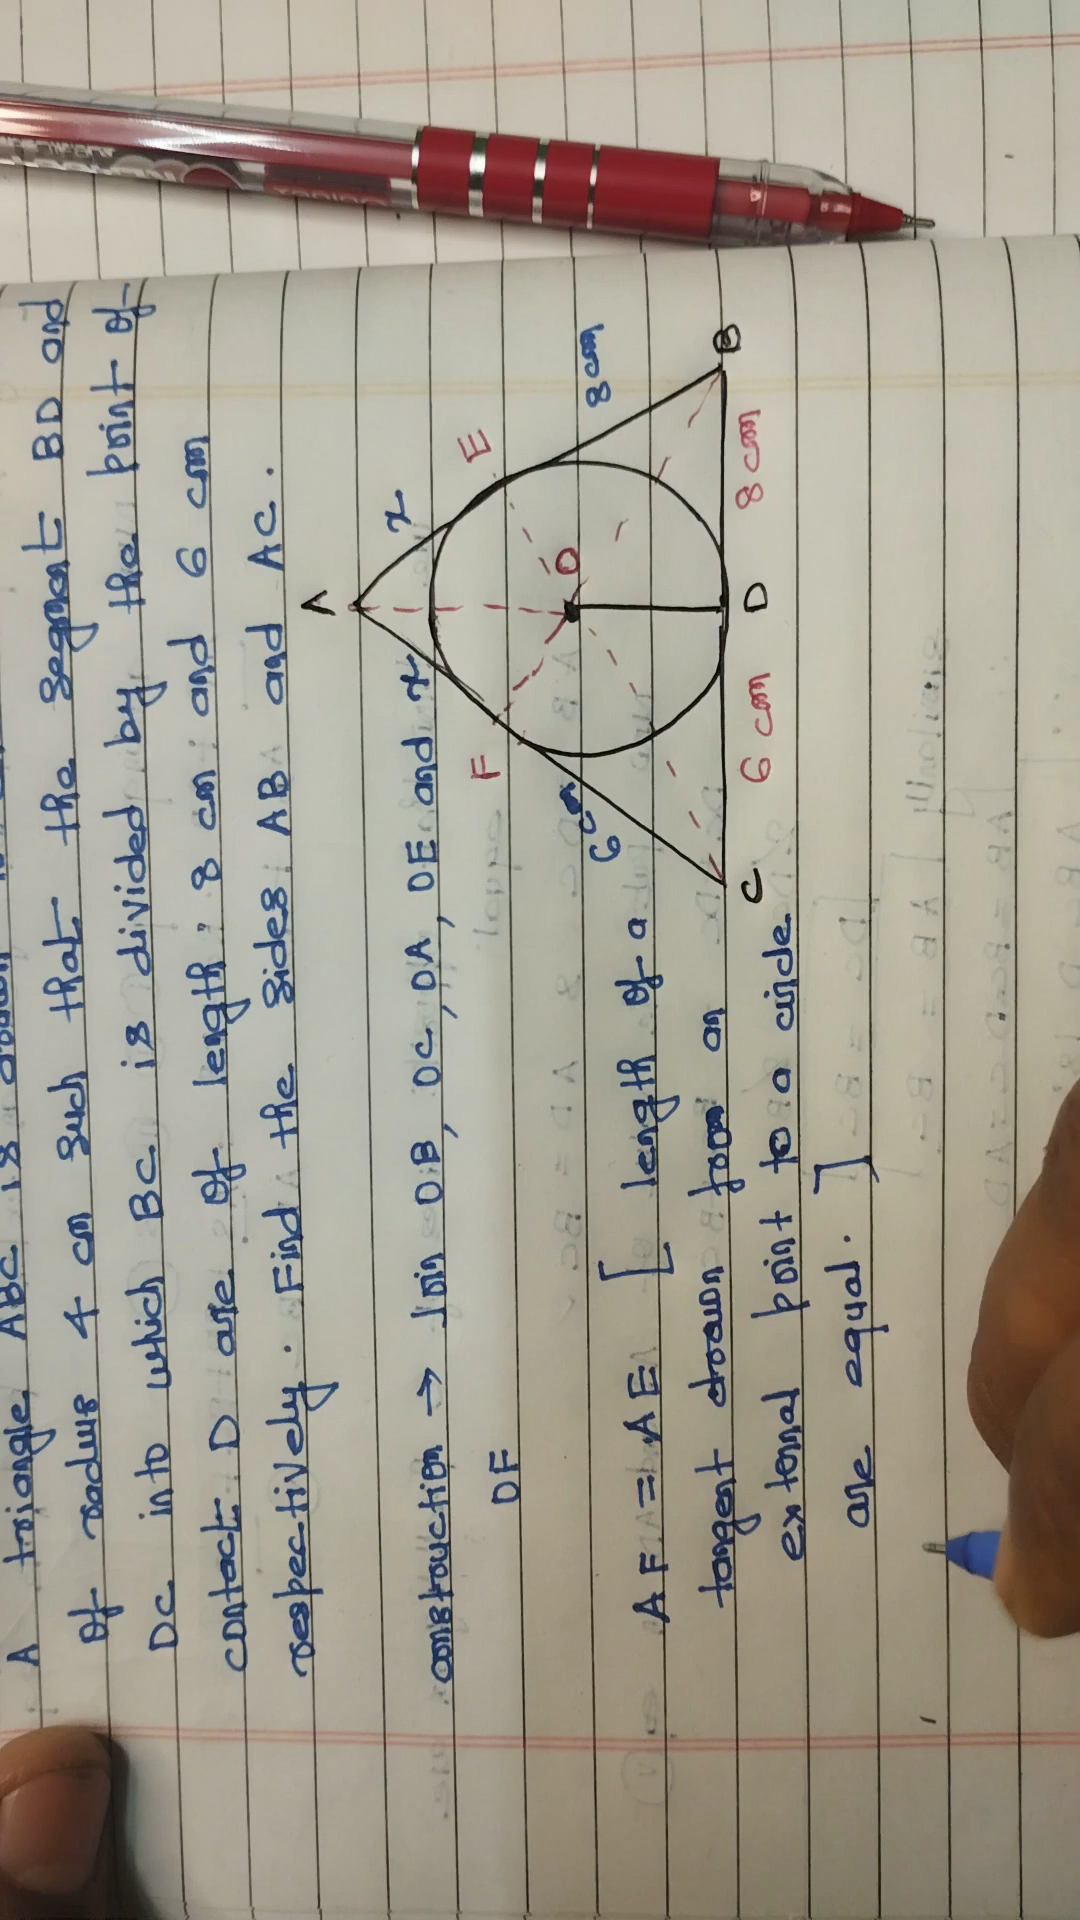 A triangle ABC is drawn
of radius 4 cm such that the segment BD and
DC into which BC is divided by the point of
contact D are of length 8 cm and 6 cm
respectively. Find the sides AB and AC.
construction → Join OB, OC, OA, OE and
OF
AF = AE [length of a
tangent drawn from an
external point to a circle
are equal.]
A
x
x
E
F
O
8 cm
6 cm
B
C
D
8 cm
6 cm